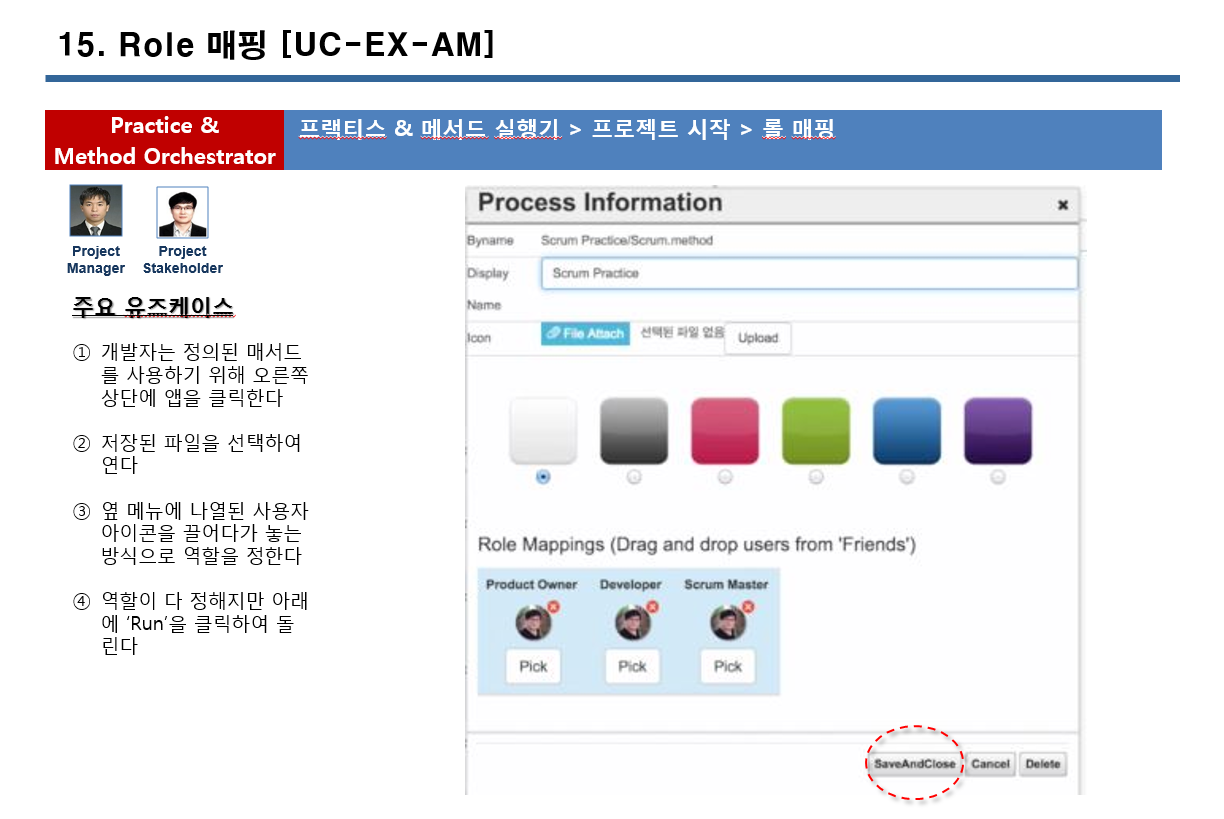 15. Role 매핑 [UC-EX-AM]
Practice &
Method Orchestrator
프랙티스 & 메서드 실행기 > 프로젝트 시작 > 롤 매핑
Project
Manager
Project
Stakeholder
주요 유즈케이스
① 개발자는 정의된 매서드
를 사용하기 위해 오른쪽
상단에 앱을 클릭한다
② 저장된 파일을 선택하여
연다
③ 옆 메뉴에 나열된 사용자
아이콘을 끌어다가 놓는
방식으로 역할을 정한다
④ 역할이 다 정해지만 아래
에 ‘Run’을 클릭하여 돌
린다
Process Information
Byname Scrum Practice/Scrum.method
Display Scrum Practice
Name
Icon File Attach 선택된 파일 없음 Upload
Role Mappings (Drag and drop users from 'Friends')
Product Owner Developer Scrum Master
Pick Pick Pick
SaveAndClose Cancel Delete